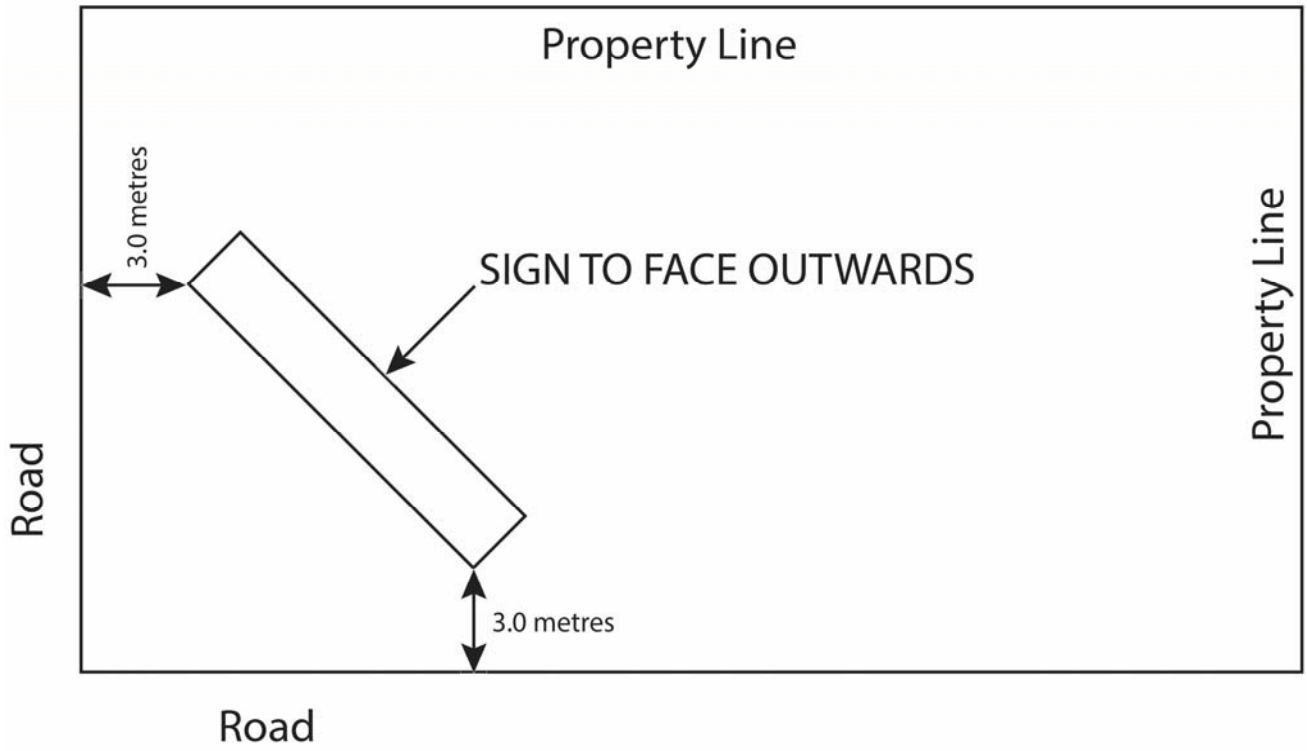 Property Line
3.0 metres
SIGN TO FACE OUTWARDS
Property Line
Road
3.0 metres
Road